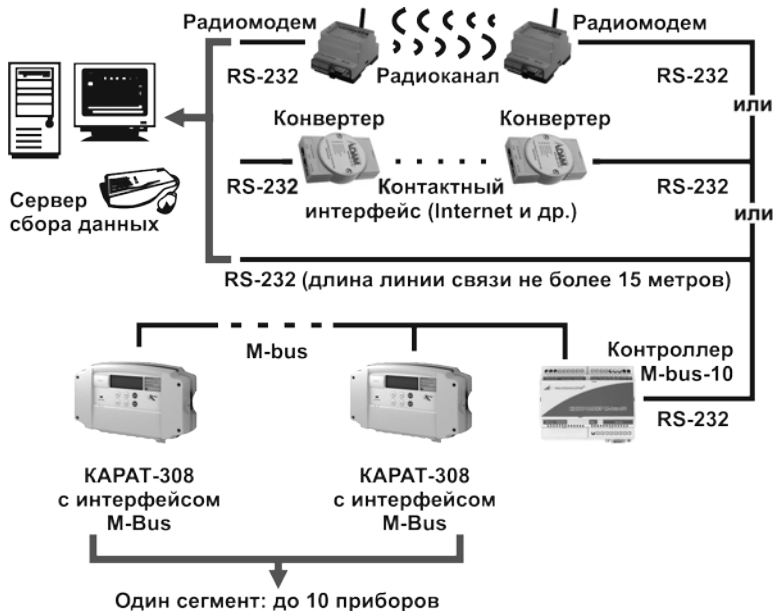 Радиомодем
Радиомодем
RS-232
Радиоканал
RS-232
или
Конвертер
Конвертер
ADAM
ADAM
RS-232
Контактный
интерфейс (Internet и др.)
RS-232
или
Сервер
сбора данных
RS-232 (длина линии связи не более 15 метров)
M-bus
Контроллер
M-bus-10
RS-232
КАРАТ-308
с интерфейсом
M-Bus
КАРАТ-308
с интерфейсом
M-Bus
Один сегмент: до 10 приборов